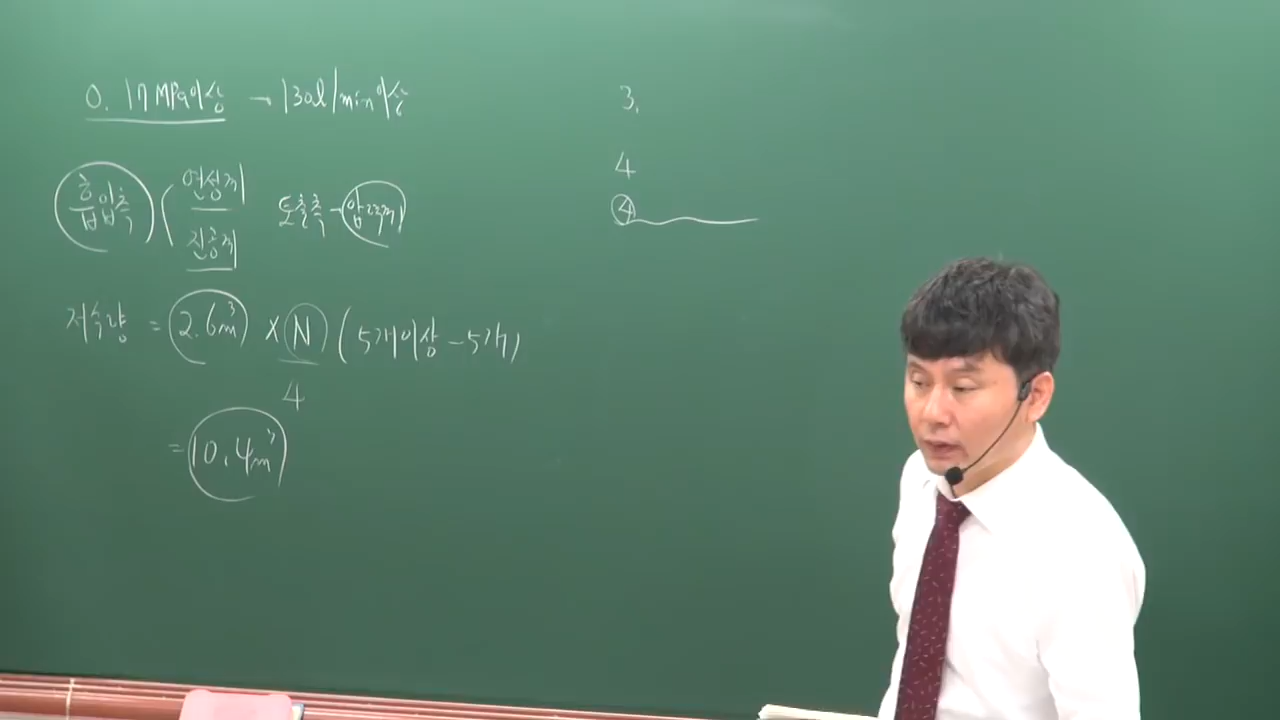 0.17MPa이상 → 130l/min이상
흡입측 ( 연성계
진공계
토출측 - 압력계
저수량 = 2.6m³ × N (5개이상 - 5개)
4
= 10.4m³
3.
4
④